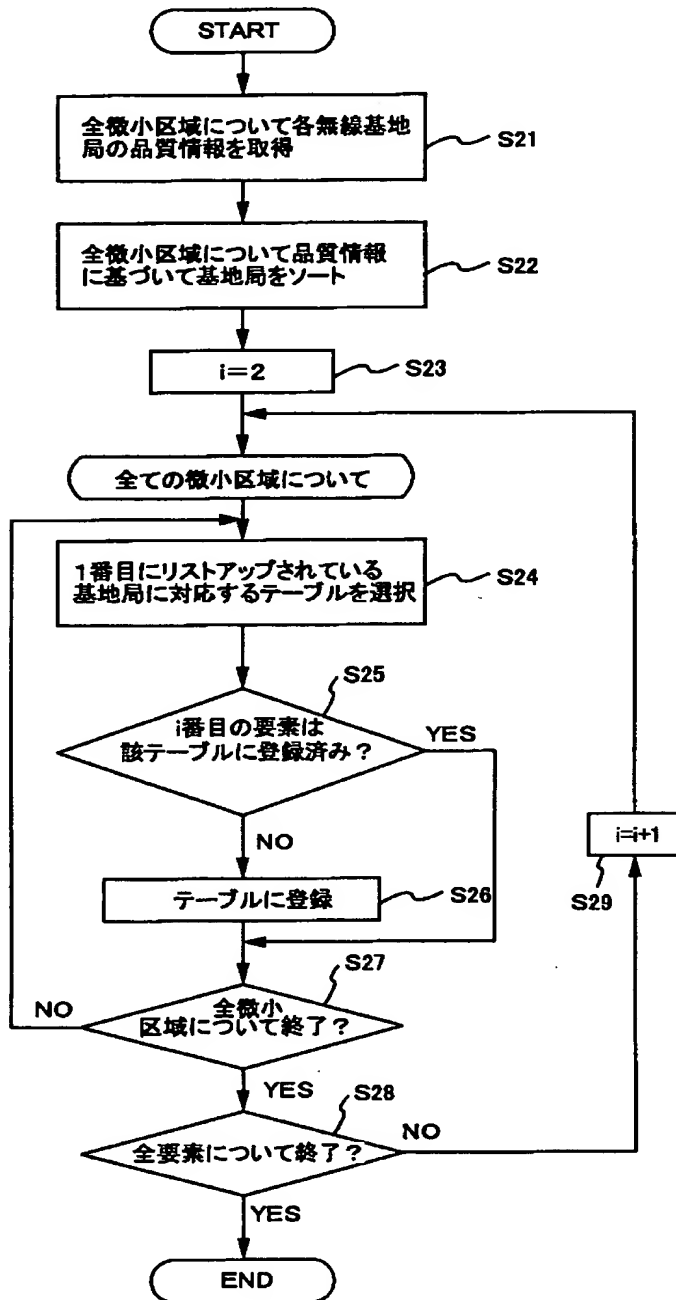 START
全微小区域について各無線基地
局の品質情報を取得
S21
全微小区域について品質情報
に基づいて基地局をソート
S22
i=2
S23
全ての微小区域について
1番目にリストアップされている
基地局に対応するテーブルを選択
S24
S25
i番目の要素は
該テーブルに登録済み?
YES
NO
i=i+1
S29
テーブルに登録
S26
S27
全微小
区域について終了?
NO
YES
S28
全要素について終了?
NO
YES
END